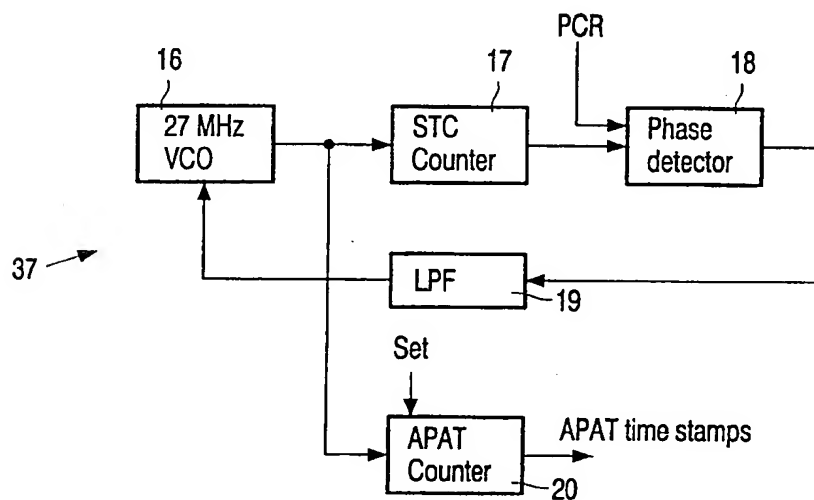 PCR
16
17
18
27 MHz
VCO
STC
Counter
Phase
detector
37
LPF
19
Set
APAT
Counter
APAT time stamps
20